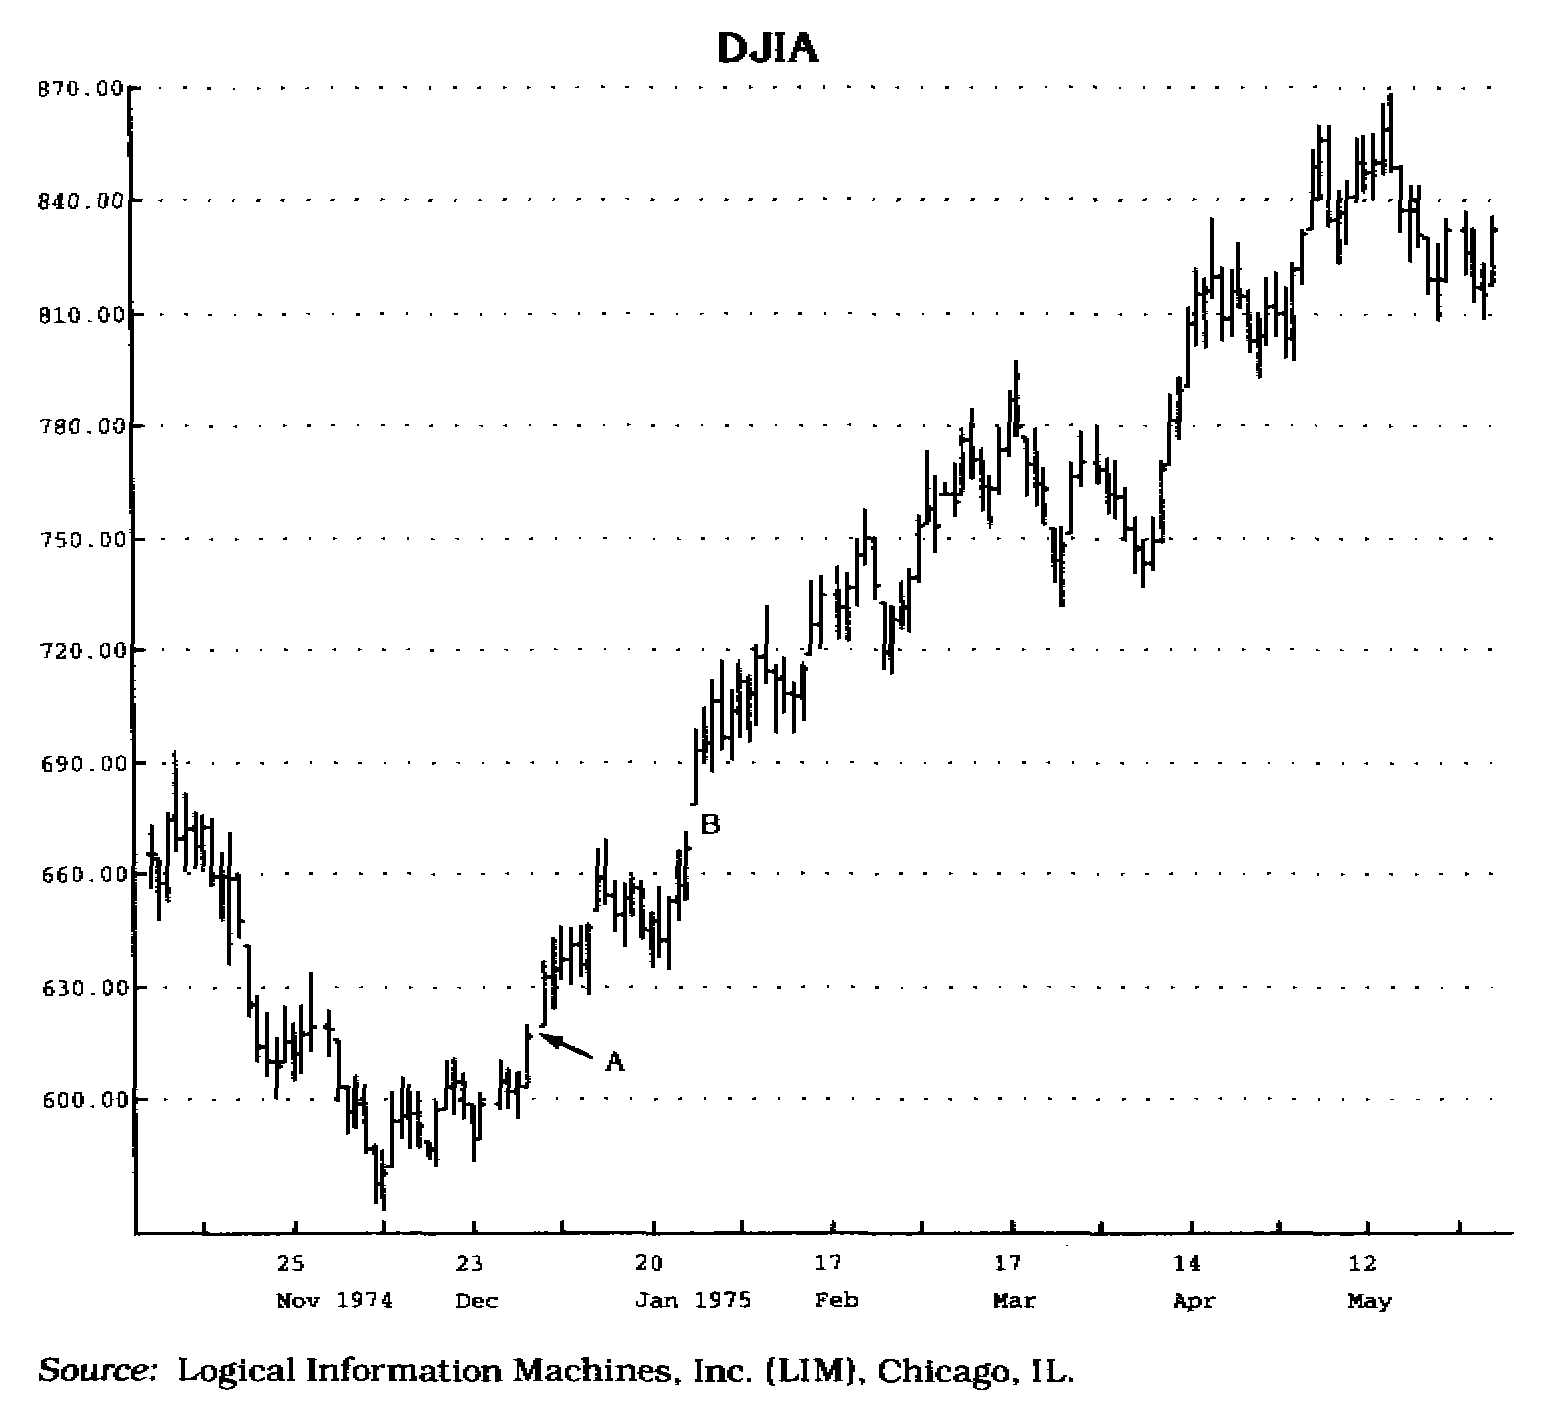 DJIA
870.00
840.00
810.00
780.00
750.00
720.00
690.00
660.00
630.00
600.00
B
A
25 23 20 17 17 14 12
Nov 1974 Dec Jan 1975 Feb Mar Apr May
Source: Logical Information Machines, Inc. (LIM), Chicago, IL.